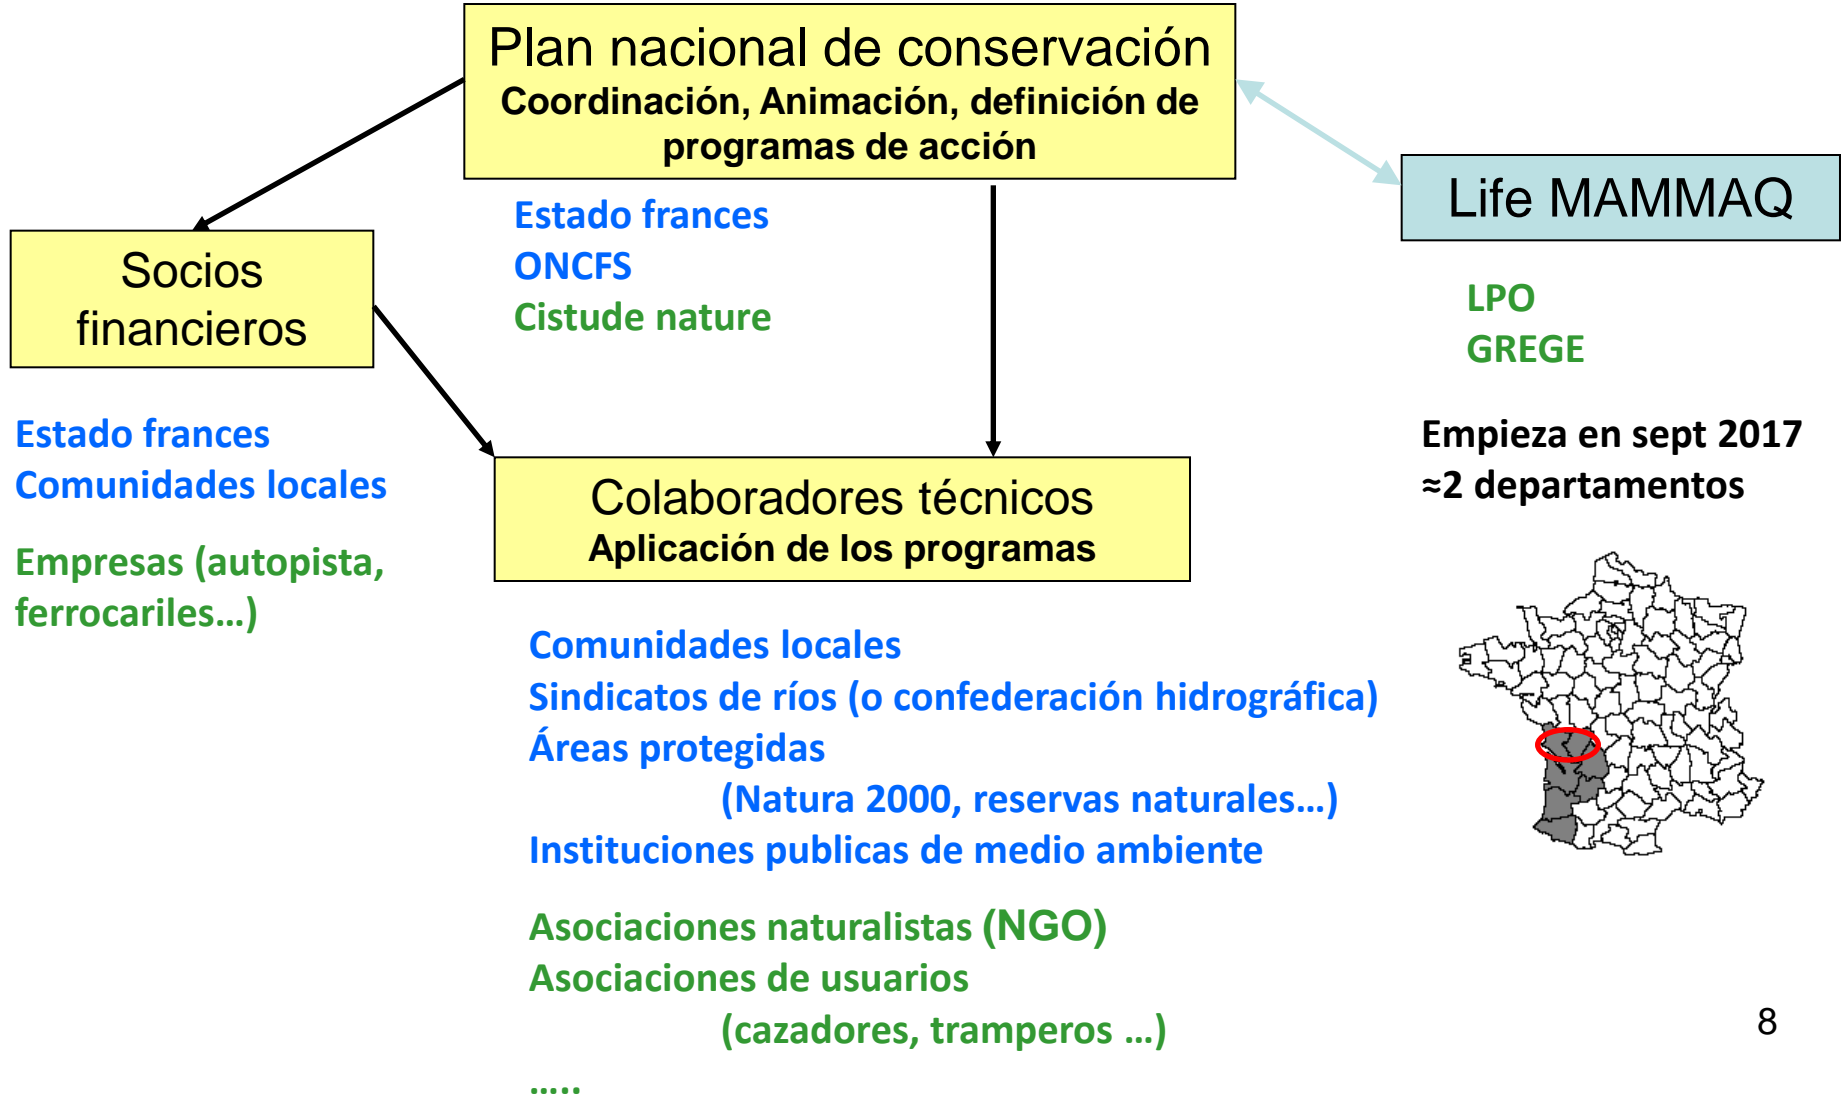 Plan nacional de conservación
Coordinación, Animación, definición de
programas de acción
Life MAMMAQ
Estado frances
ONCFS
Cistude nature
Socios
financieros
LPO
GREGE
Estado frances
Comunidades locales
Empresas (autopista,
ferrocariles...)
Empieza en sept 2017
≈2 departamentos
Colaboradores técnicos
Aplicación de los programas
Comunidades locales
Sindicatos de ríos (o confederación hidrográfica)
Áreas protegidas
(Natura 2000, reservas naturales...)
Instituciones publicas de medio ambiente
Asociaciones naturalistas (NGO)
Asociaciones de usuarios
(cazadores, tramperos ...)
.....
8